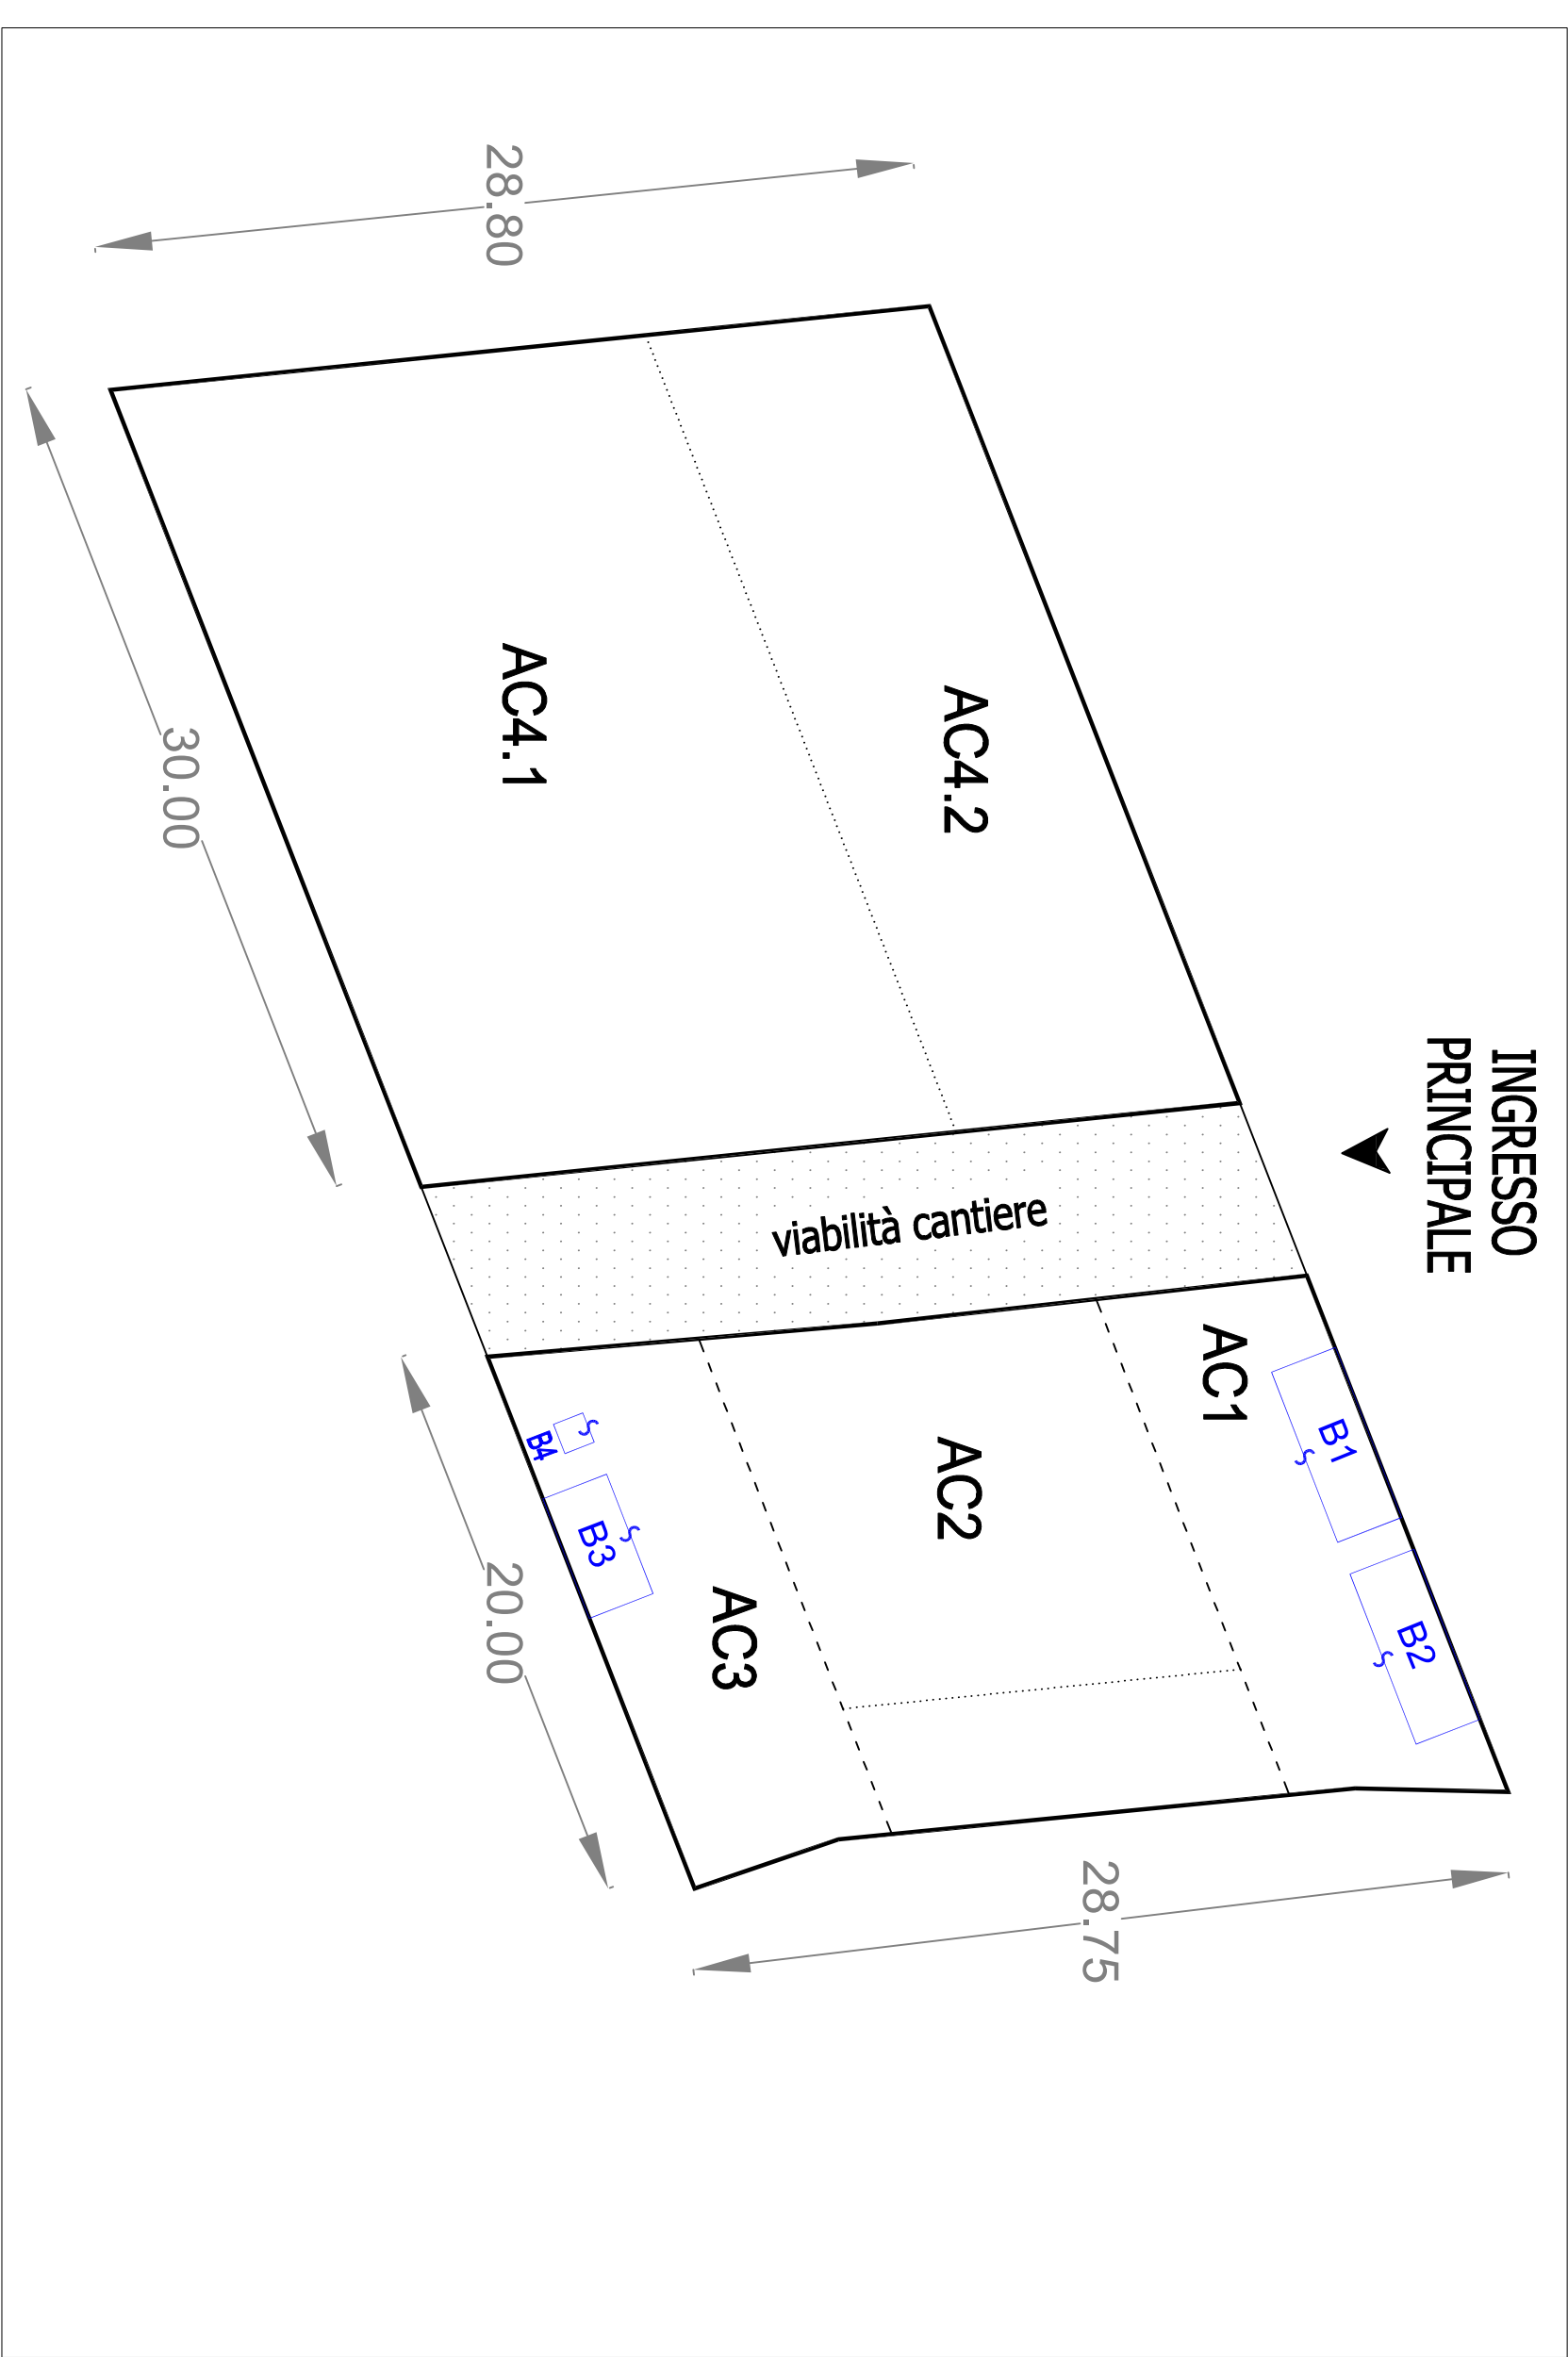 INGRESSO
PRINCIPALE
28.80
AC4.2
AC4.1
30.00
viabilità cantiere
AC1
B1
B2
AC2
AC3
B4
B3
20.00
28.75